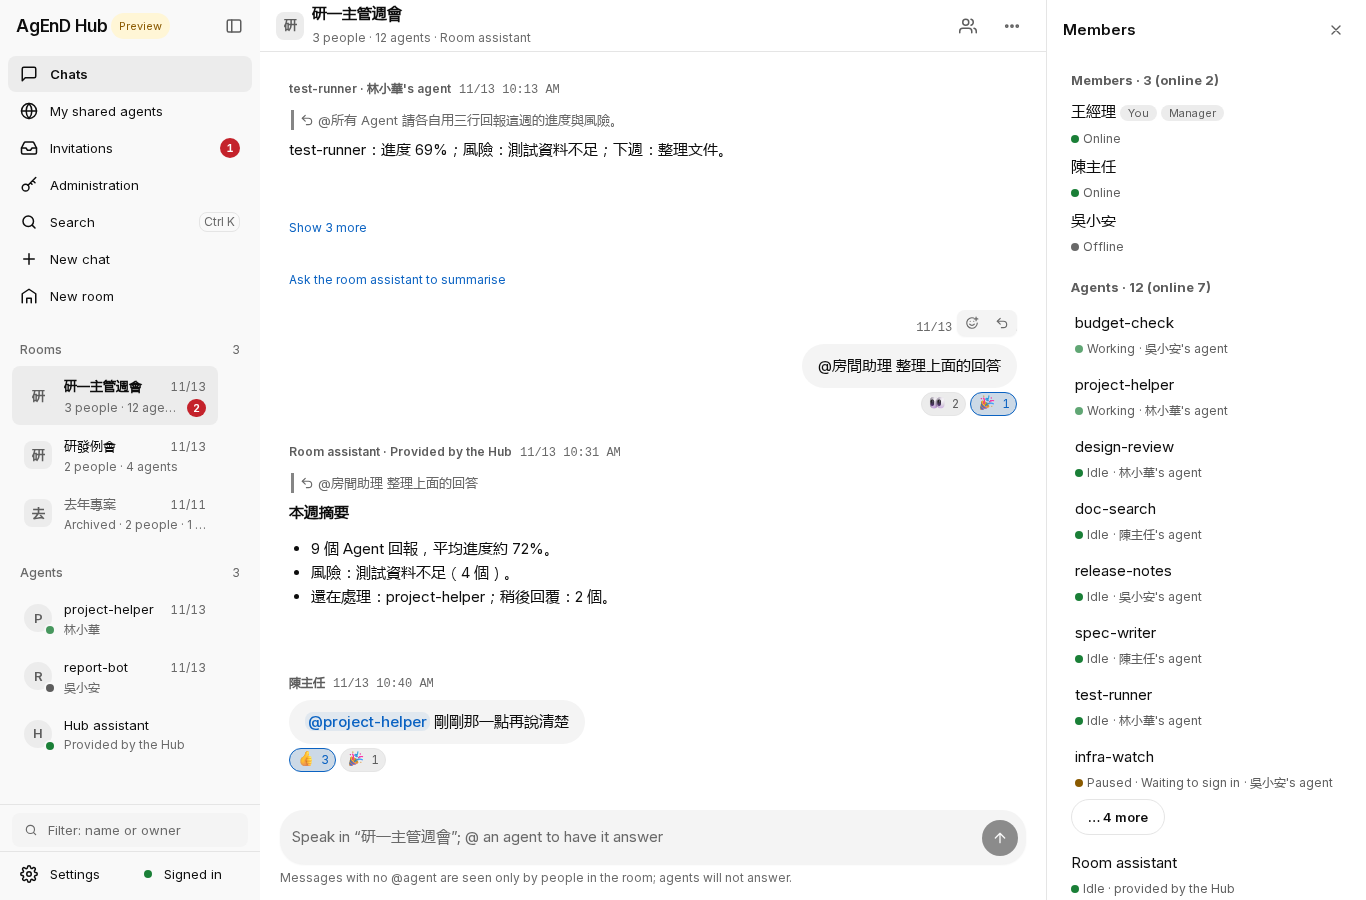 AgEnD Hub Preview
Chats
My shared agents
Invitations 1
Administration
Search Ctrl K
New chat
New room
Rooms 3
研 研一主管週會 11/13
3 people · 12 age… 2
研 研發例會 11/13
2 people · 4 agents
去 去年專案 11/11
Archived · 2 people · 1 …
Agents 3
P project-helper 11/13
林小華
R report-bot 11/13
吳小安
H Hub assistant
Provided by the Hub
Filter: name or owner
Settings Signed in
研 研一主管週會
3 people · 12 agents · Room assistant
test-runner · 林小華's agent 11/13 10:13 AM
@所有 Agent 請各自用三行回報這週的進度與風險。
test-runner：進度 69%；風險：測試資料不足；下週：整理文件。
Show 3 more
Ask the room assistant to summarise
11/13
@房間助理 整理上面的回答
👀 2 🎉 1
Room assistant · Provided by the Hub 11/13 10:31 AM
@房間助理 整理上面的回答
本週摘要
• 9 個 Agent 回報，平均進度約 72%。
• 風險：測試資料不足（4 個）。
• 還在處理：project-helper；稍後回覆：2 個。
陳主任 11/13 10:40 AM
@project-helper 剛剛那一點再說清楚
👍 3 🎉 1
Speak in “研一主管週會”; @ an agent to have it answer
Messages with no @agent are seen only by people in the room; agents will not answer.
Members
Members · 3 (online 2)
王經理 You Manager
Online
陳主任
Online
吳小安
Offline
Agents · 12 (online 7)
budget-check
Working · 吳小安's agent
project-helper
Working · 林小華's agent
design-review
Idle · 林小華's agent
doc-search
Idle · 陳主任's agent
release-notes
Idle · 吳小安's agent
spec-writer
Idle · 陳主任's agent
test-runner
Idle · 林小華's agent
infra-watch
Paused · Waiting to sign in · 吳小安's agent
… 4 more
Room assistant
Idle · provided by the Hub